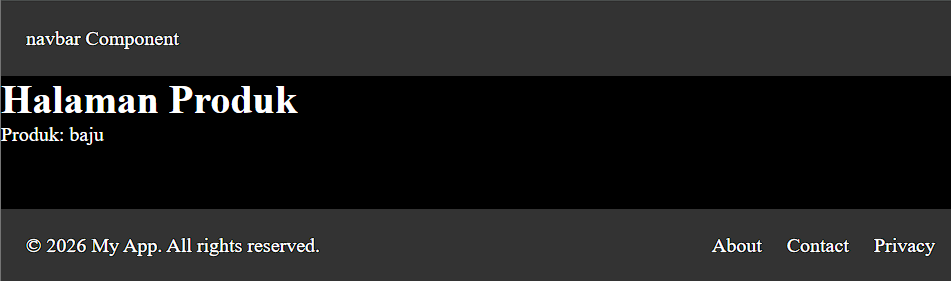 navbar Component
Halaman Produk
Produk: baju
© 2026 My App. All rights reserved. About Contact Privacy